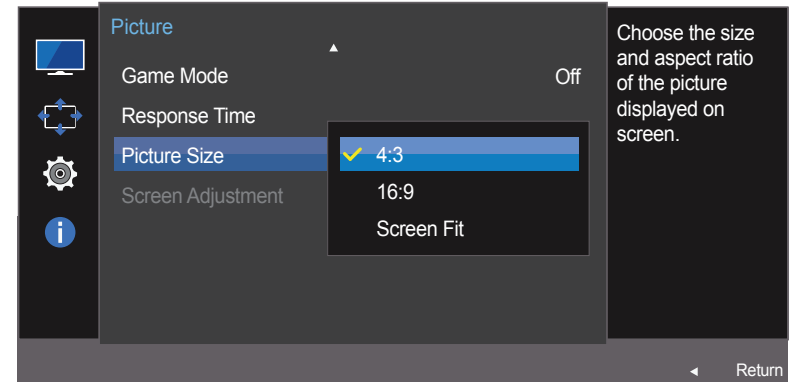 Picture
Game Mode Off
Response Time
Picture Size
4:3
16:9
Screen Fit
Screen Adjustment
Choose the size
and aspect ratio
of the picture
displayed on
screen.
Return